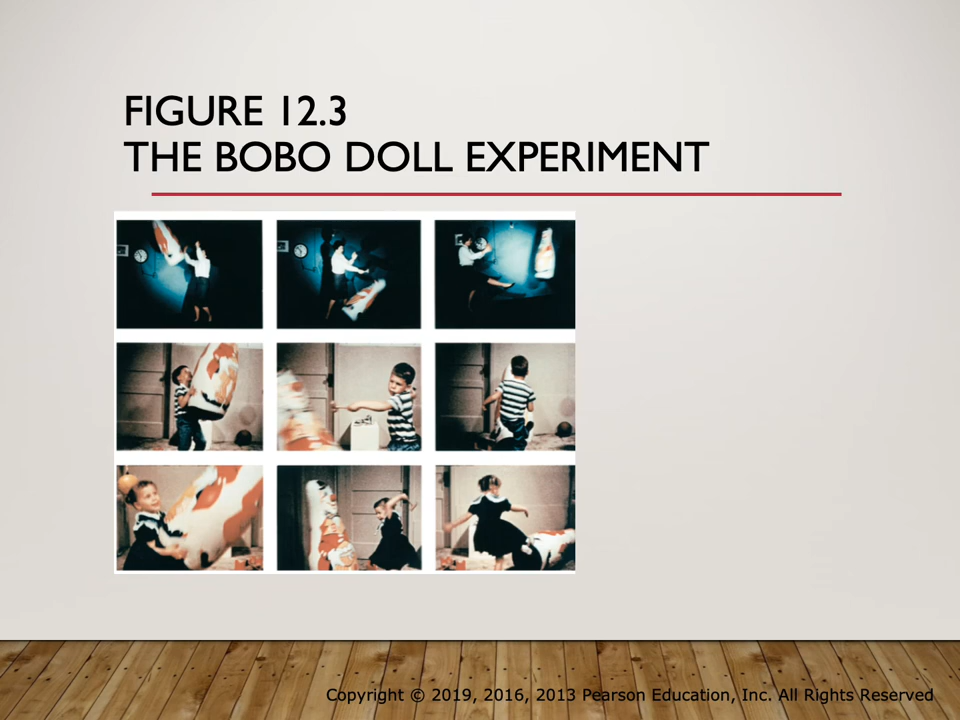 FIGURE 12.3
THE BOBO DOLL EXPERIMENT
Copyright © 2019, 2016, 2013 Pearson Education, Inc. All Rights Reserved